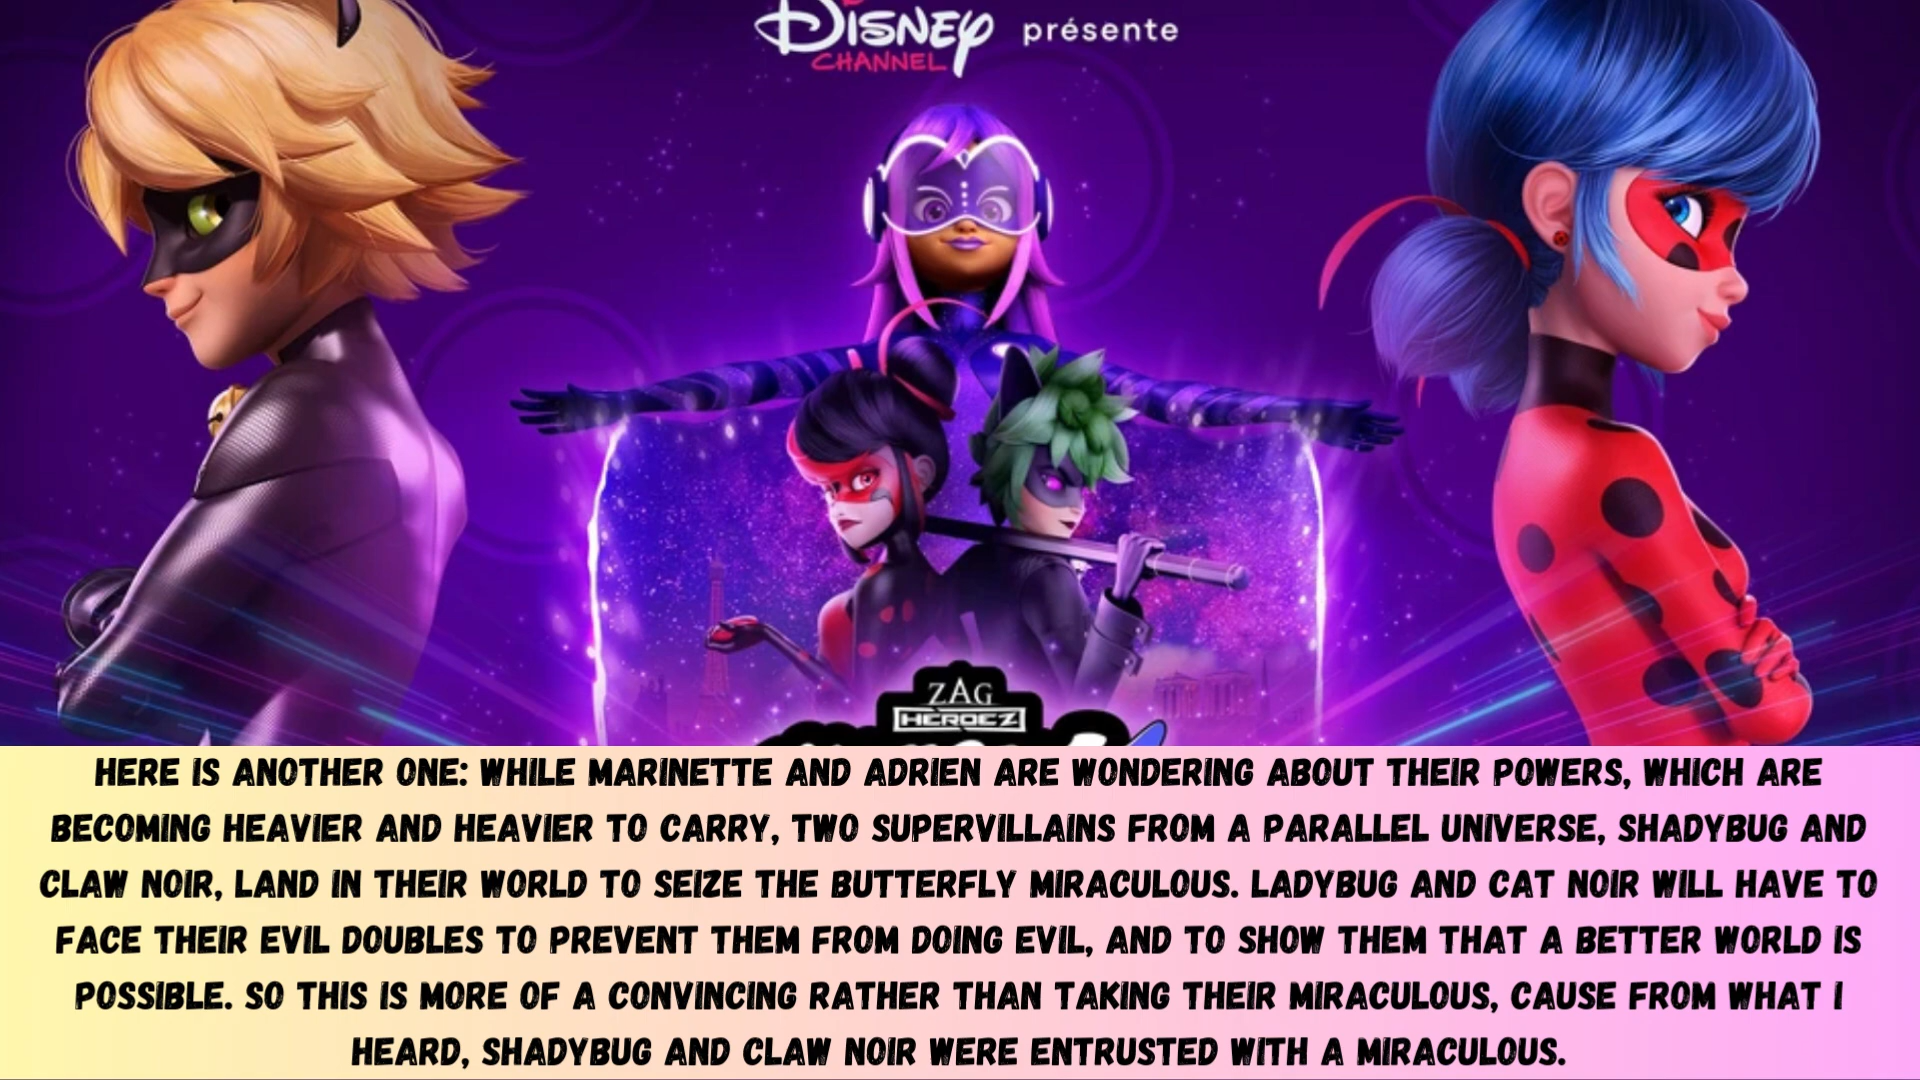 DISNEY présente
CHANNEL
ZAG
HEROEZ
HERE IS ANOTHER ONE: WHILE MARINETTE AND ADRIEN ARE WONDERING ABOUT THEIR POWERS, WHICH ARE
BECOMING HEAVIER AND HEAVIER TO CARRY, TWO SUPERVILLAINS FROM A PARALLEL UNIVERSE, SHADYBUG AND
CLAW NOIR, LAND IN THEIR WORLD TO SEIZE THE BUTTERFLY MIRACULOUS. LADYBUG AND CAT NOIR WILL HAVE TO
FACE THEIR EVIL DOUBLES TO PREVENT THEM FROM DOING EVIL, AND TO SHOW THEM THAT A BETTER WORLD IS
POSSIBLE. SO THIS IS MORE OF A CONVINCING RATHER THAN TAKING THEIR MIRACULOUS, CAUSE FROM WHAT I
HEARD, SHADYBUG AND CLAW NOIR WERE ENTRUSTED WITH A MIRACULOUS.